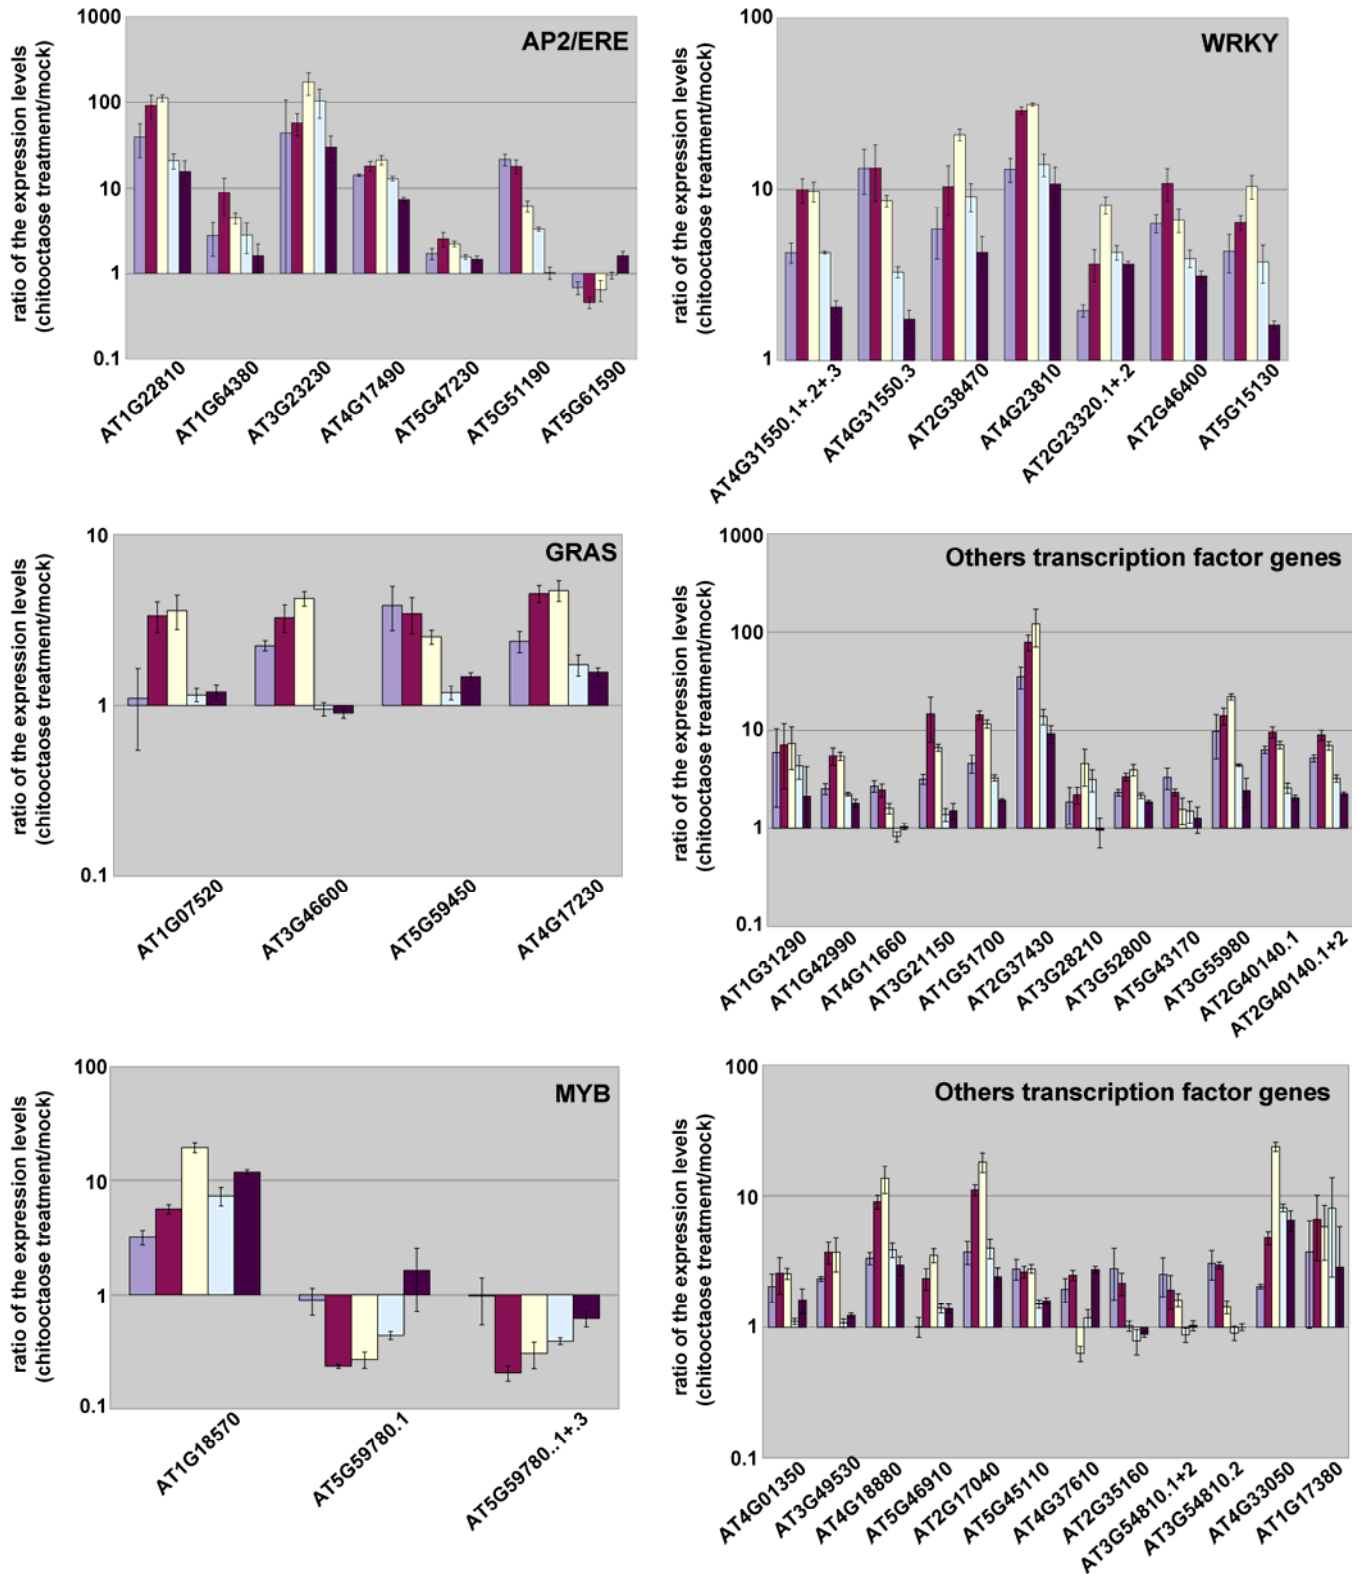 AP2/ERE
ratio of the expression levels
(chitooctaose treatment/mock)
1000
100
10
1
0.1
AT1G22810
AT1G64380
AT3G23230
AT4G17490
AT5G47230
AT5G51190
AT5G61590
WRKY
ratio of the expression levels
(chitooctaose treatment/mock)
100
10
1
AT4G31550.1+.2+.3
AT4G31550.3
AT2G38470
AT4G23810
AT2G23320.1+.2
AT2G46400
AT5G15130
GRAS
ratio of the expression levels
(chitooctaose treatment/mock)
10
1
0.1
AT1G07520
AT3G46600
AT5G59450
AT4G17230
Others transcription factor genes
ratio of the expression levels
(chitooctaose treatment/mock)
1000
100
10
1
0.1
AT1G31290
AT1G42990
AT4G11660
AT3G21150
AT1G51700
AT2G37430
AT3G28210
AT3G52800
AT5G43170
AT3G55980
AT2G40140.1
AT2G40140.1+2
MYB
ratio of the expression levels
(chitooctaose treatment/mock)
100
10
1
0.1
AT1G18570
AT5G59780.1
AT5G59780..1+.3
Others transcription factor genes
ratio of the expression levels
(chitooctaose treatment/mock)
100
10
1
0.1
AT4G01350
AT3G49530
AT4G18880
AT5G46910
AT2G17040
AT5G45110
AT4G37610
AT2G35160
AT3G54810.1+2
AT3G54810.2
AT4G33050
AT1G17380